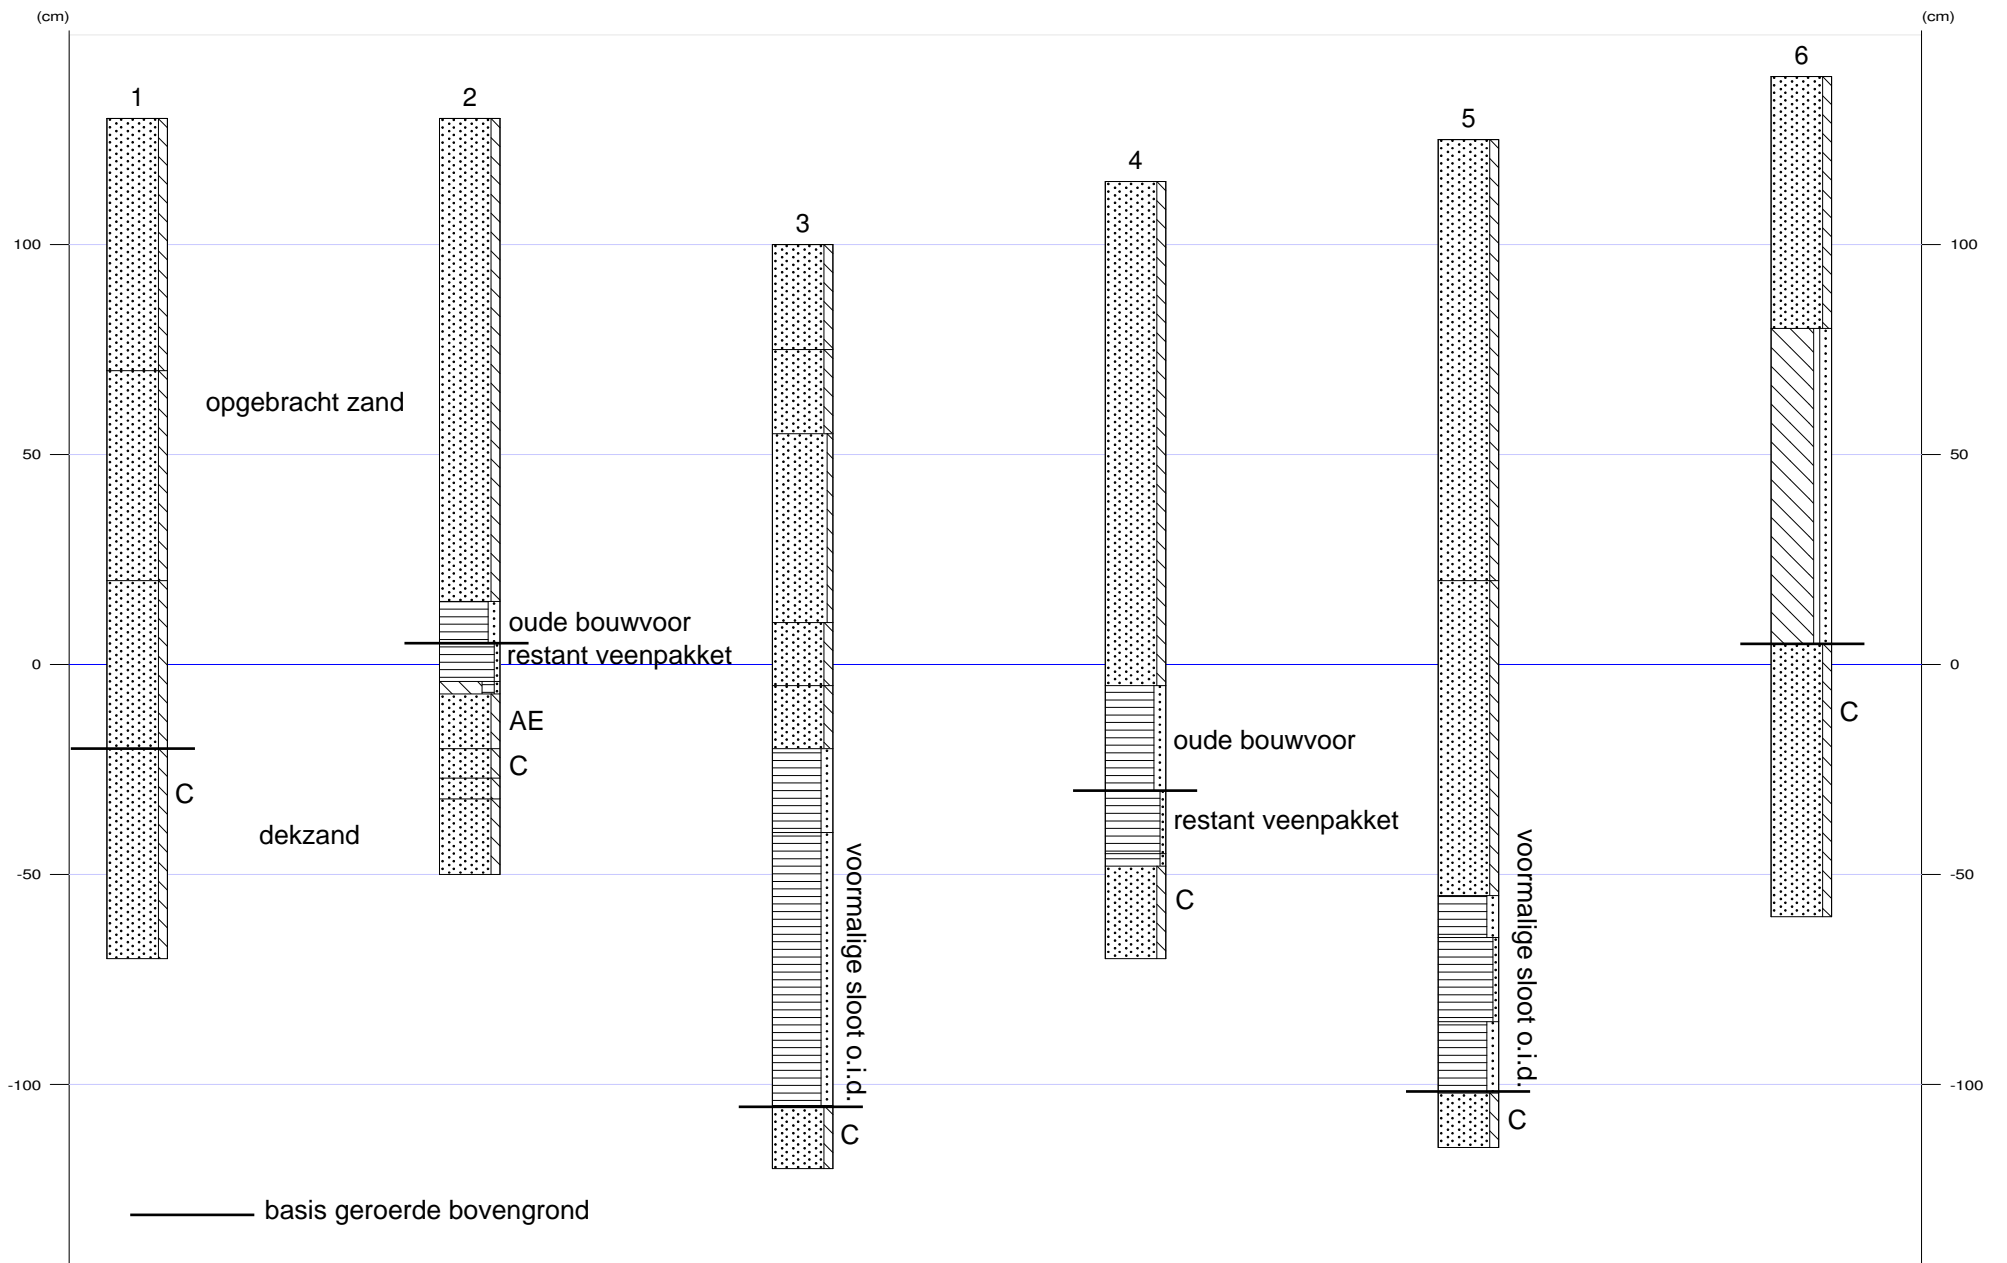 (cm)
(cm)
6
1
2
5
4
3
100
100
opgebracht zand
50
50
oude bouwvoor
restant veenpakket
0
0
AE
C
C
oude bouwvoor
C
restant veenpakket
dekzand
voormalige sloot o.i.d.
voormalige sloot o.i.d.
-50
-50
C
-100
-100
C
C
basis geroerde bovengrond